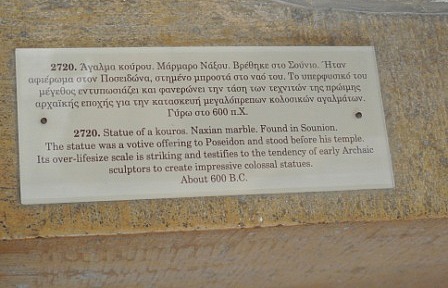 2720. Άγαλμα κούρου. Μάρμαρο Νάξου. Βρέθηκε στο Σούνιο. Ήταν
αφιέρωμα στον Ποσειδώνα, στημένο μπροστά στο ναό του. Το υπερφυσικό του
μέγεθος εντυπωσιάζει και φανερώνει την τάση των τεχνιτών της πρώιμης
αρχαϊκής εποχής για την κατασκευή μεγαλόπρεπων κολοσικών αγαλμάτων.
Γύρω στο 600 π.Χ.
2720. Statue of a kouros. Naxian marble. Found in Sounion.
The statue was a votive offering to Poseidon and stood before his temple.
Its over-lifesize scale is striking and testifies to the tendency of early Archaic
sculptors to create impressive colossal statues.
About 600 B.C.